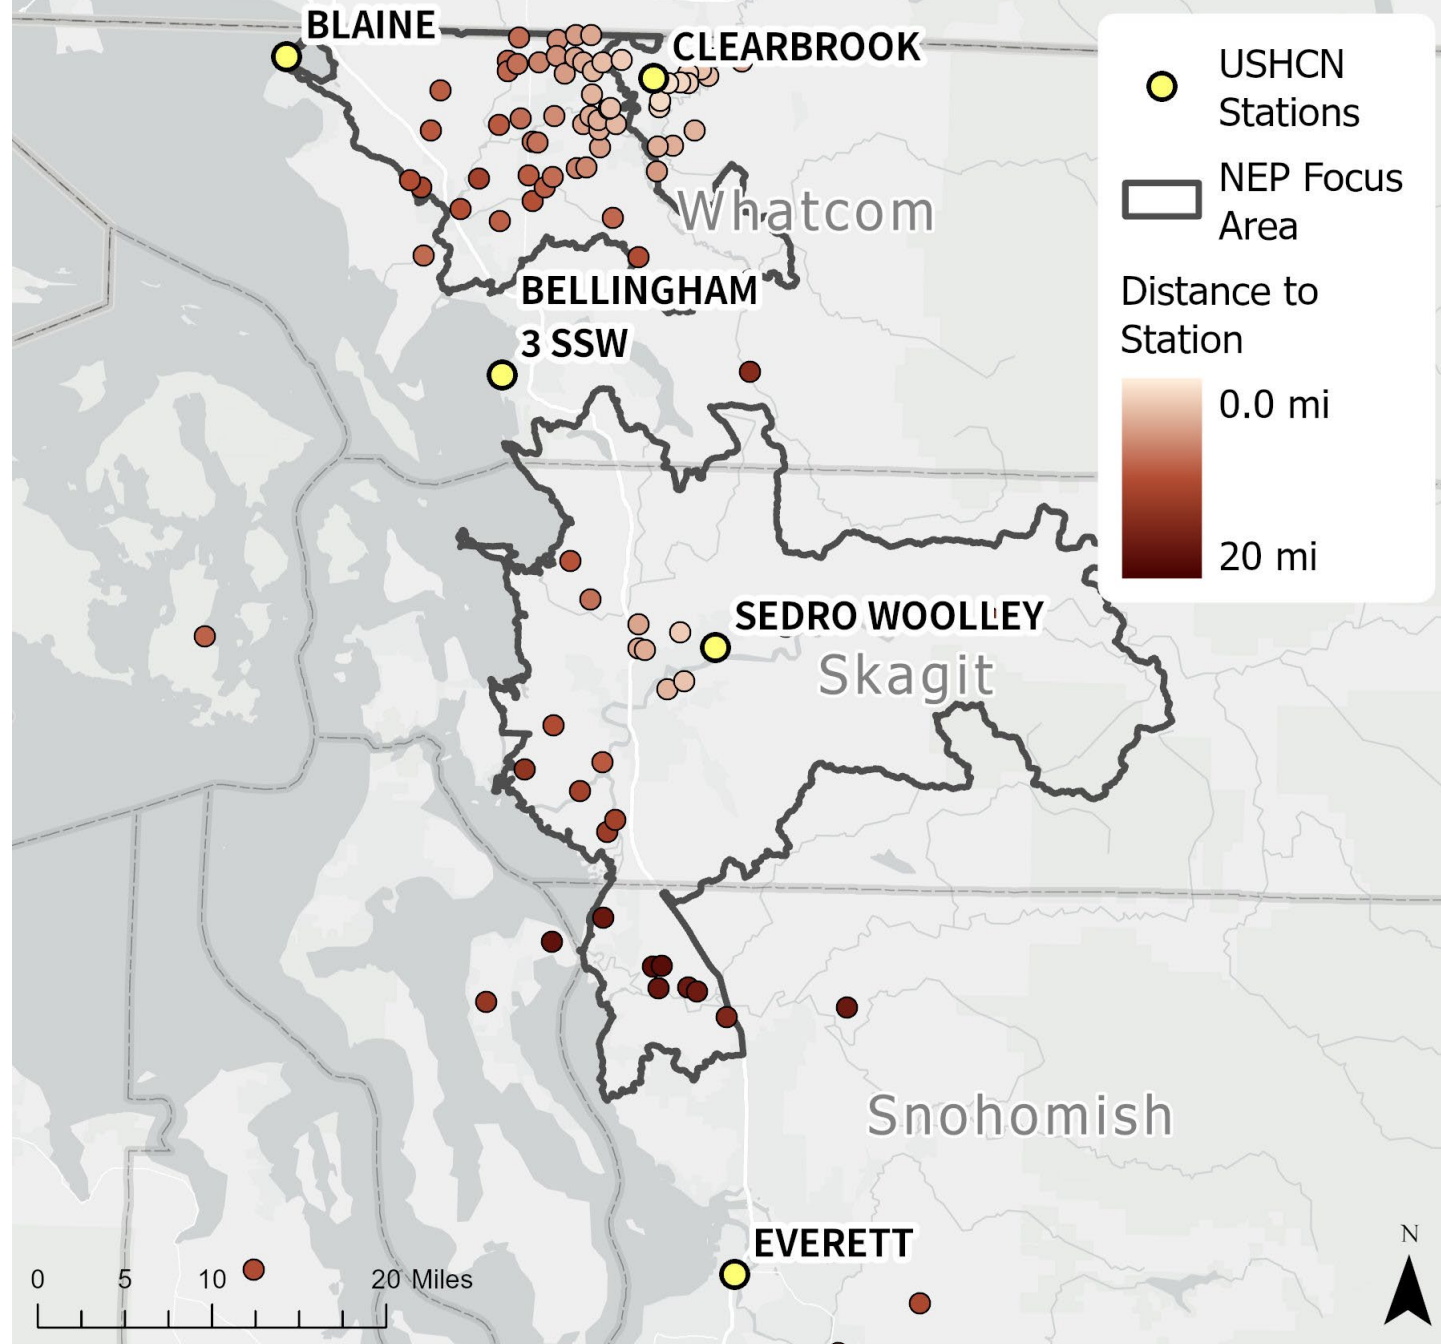 BLAINE
CLEARBROOK
Whatcom
BELLINGHAM
3 SSW
SEDRO WOOLLEY
Skagit
Snohomish
EVERETT
USHCN
Stations
NEP Focus
Area
Distance to
Station
0.0 mi
20 mi
0 5 10 20 Miles
N